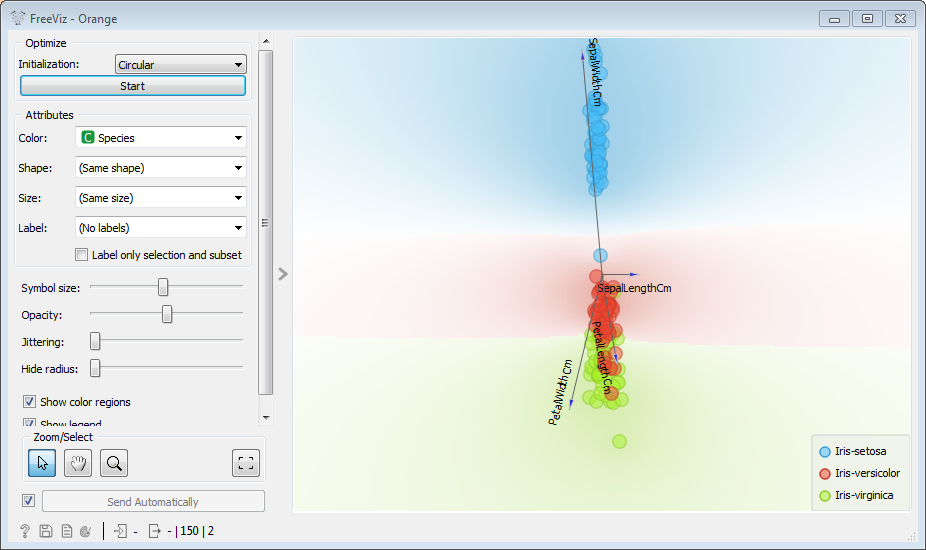 FreeViz - Orange
Optimize
Initialization: Circular
Start
Attributes
Color: C Species
Shape: (Same shape)
Size: (Same size)
Label: (No labels)
Label only selection and subset
Symbol size:
Opacity:
Jittering:
Hide radius:
Show color regions
Show legend
Zoom/Select
Send Automatically
? - - | 150 | 2
SepalWidthCm
SepalLengthCm
PetalLengthCm
PetalWidthCm
Iris-setosa
Iris-versicolor
Iris-virginica